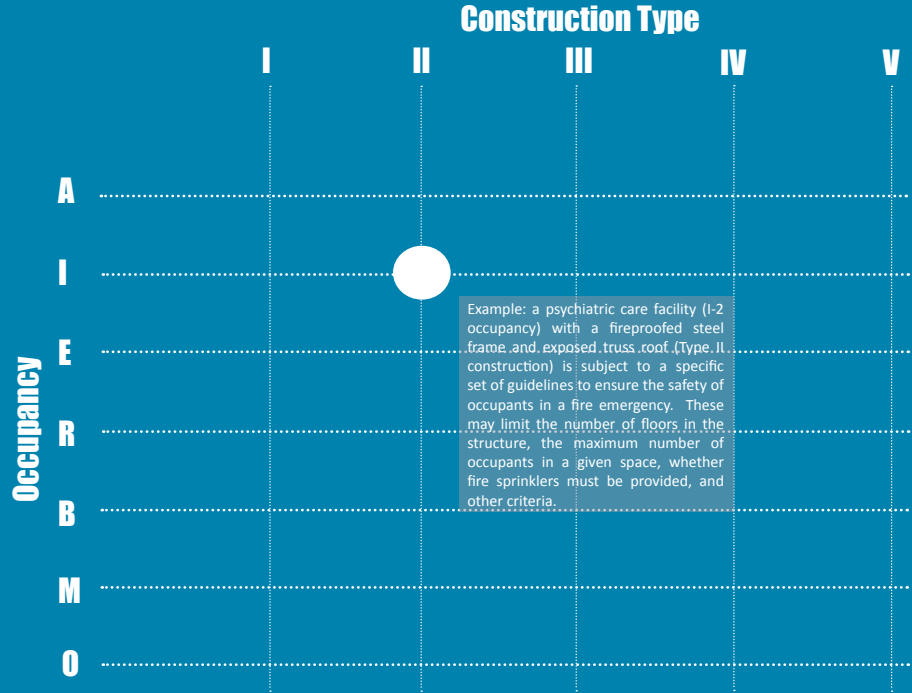 Construction Type
I II III IV V
A
I
Example: a psychiatric care facility (I-2
occupancy) with a fireproofed steel
frame and exposed truss roof (Type II
construction) is subject to a specific
set of guidelines to ensure the safety of
occupants in a fire emergency. These
may limit the number of floors in the
structure, the maximum number of
occupants in a given space, whether
fire sprinklers must be provided, and
other criteria.
E
R
B
M
O
Occupancy